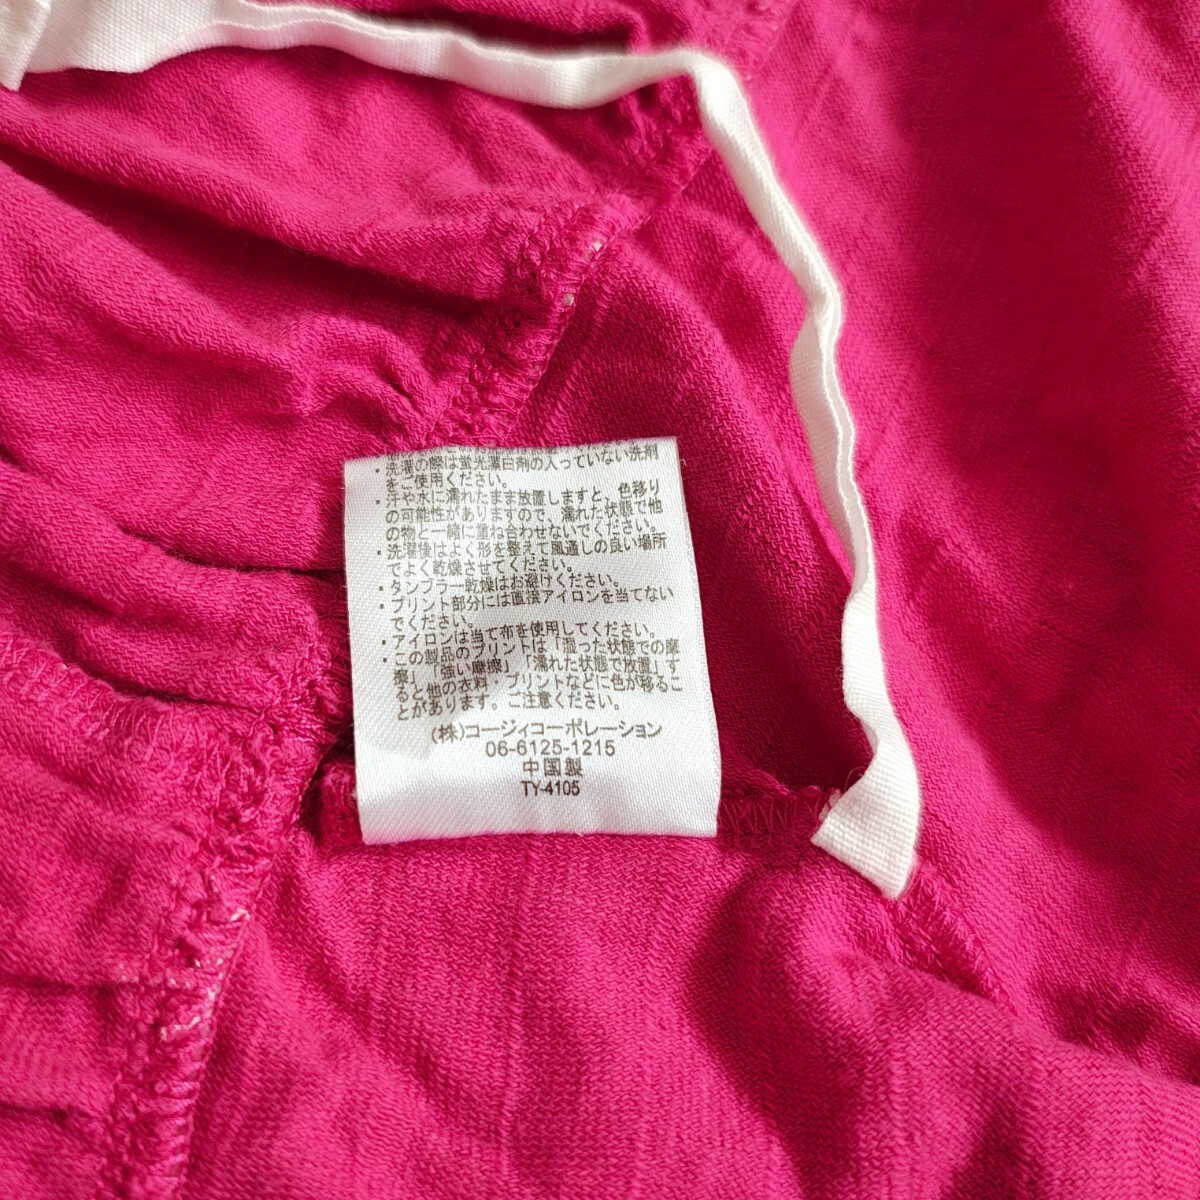 ・洗濯の際は蛍光漂白剤の入っていない洗剤
をご使用ください。
・汗や水に濡れたまま放置しますと、色移り
の可能性がありますので、濡れた状態で他
の物と一緒に重ね合わせないでください。
・洗濯後はよく形を整えて風通しの良い場所
でよく乾燥させてください。
・タンブラー乾燥はお避けください。
・プリント部分には直接アイロンを当てない
でください。
・アイロンは当て布を使用してください。
・この製品のプリントは「湿った状態での摩
擦」「強い摩擦」「濡れた状態で放置」す
ると他の衣料・プリントなどに色が移るこ
とがあります。ご注意ください。
(株)コージィコーポレーション
06-6125-1215
中国製
TY-4105